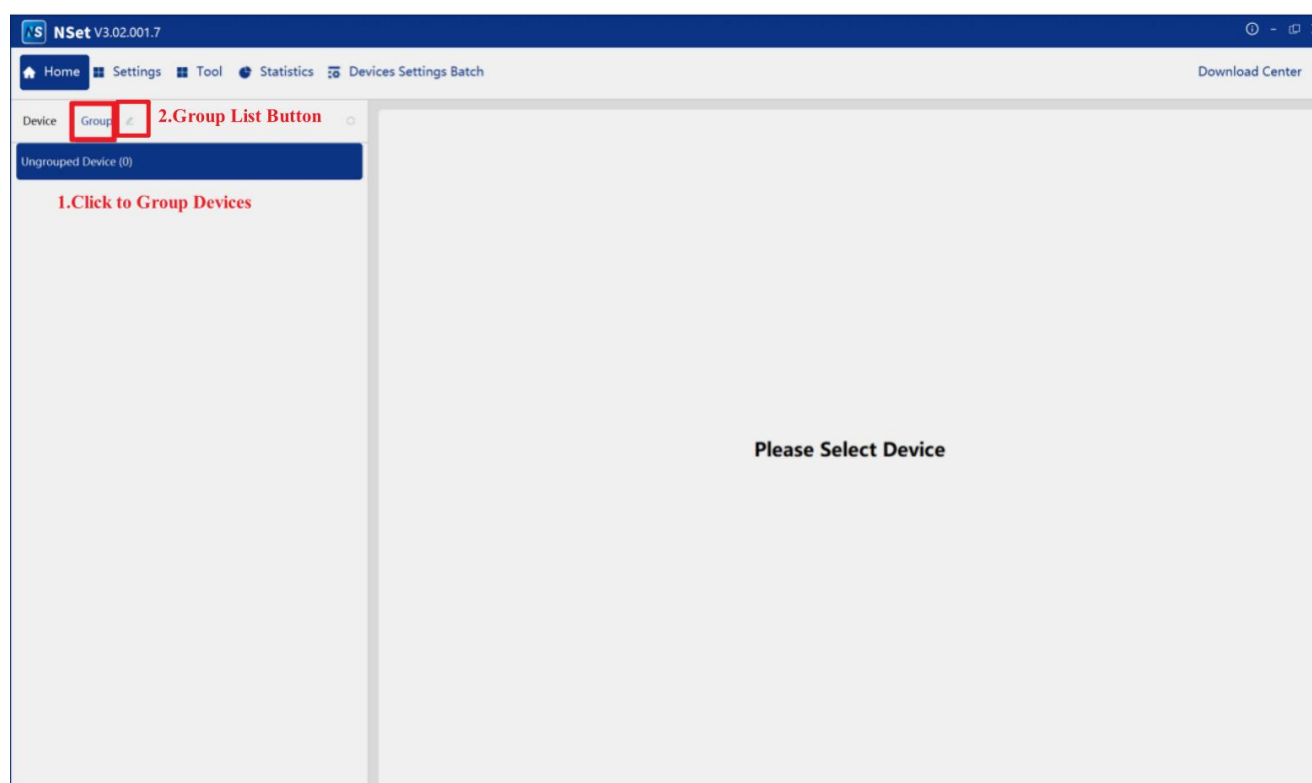 NS NSet V3.02.001.7
Home Settings Tool Statistics Devices Settings Batch Download Center
Device Group 2.Group List Button
Ungrouped Device (0)
1.Click to Group Devices
Please Select Device